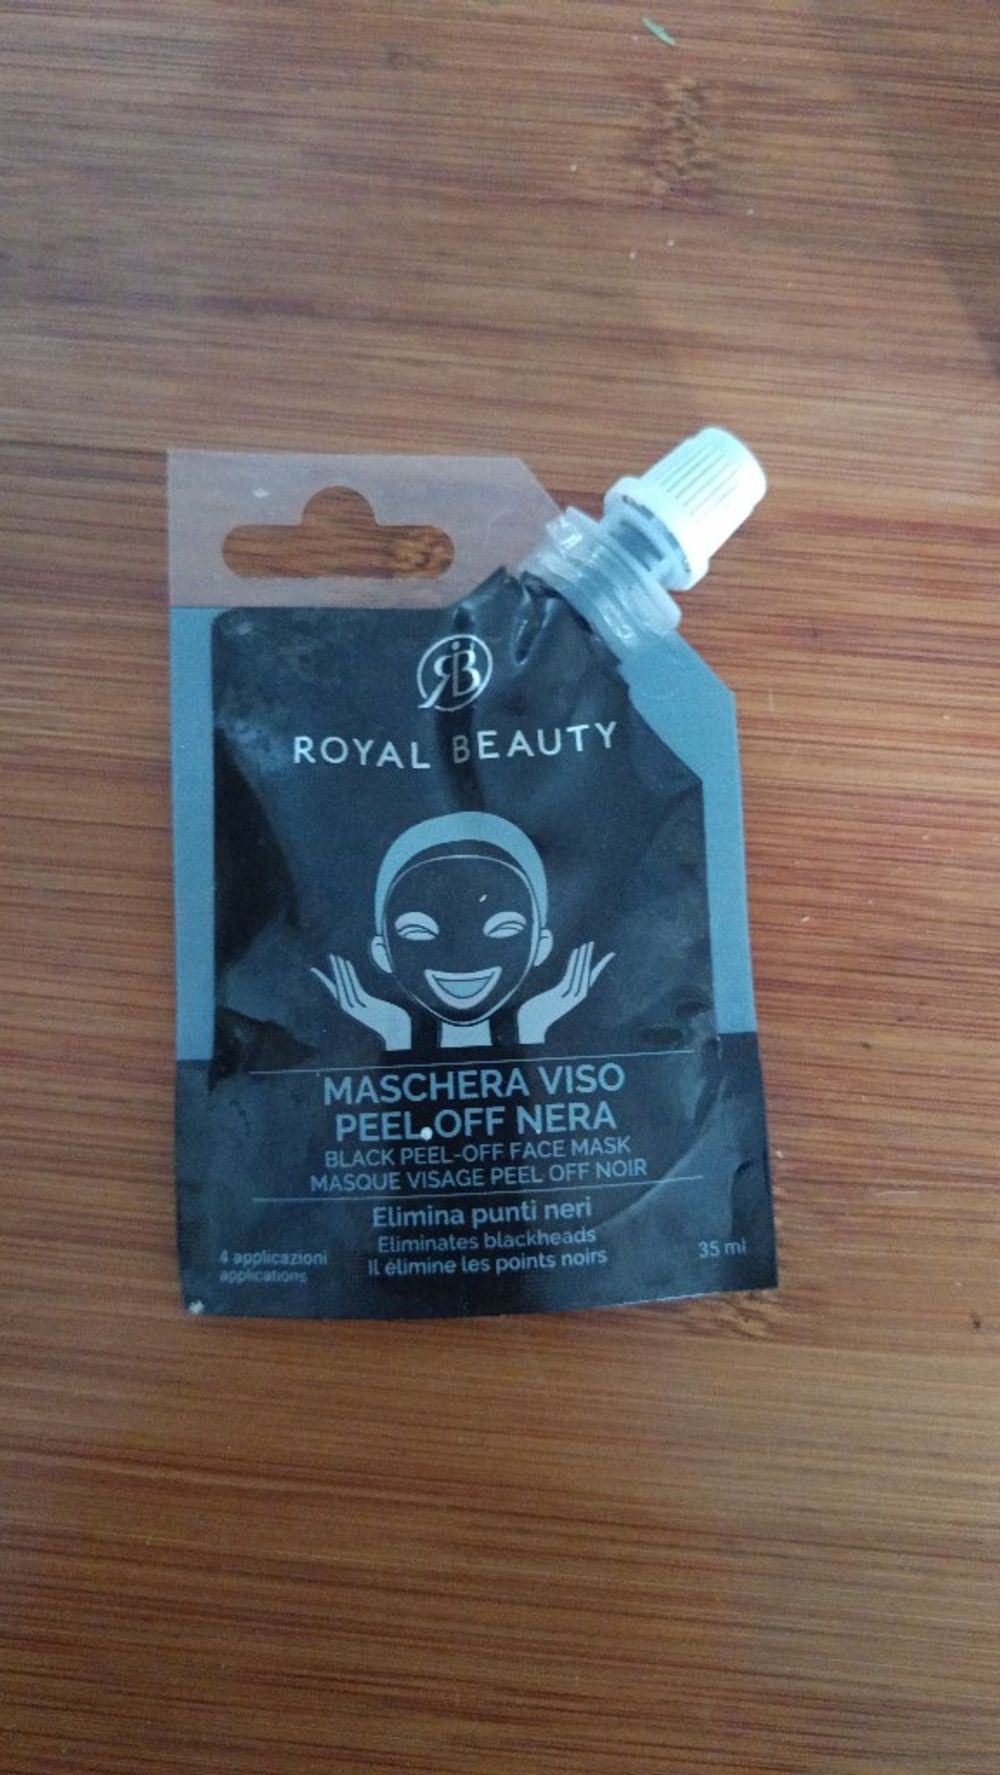 RB
ROYAL BEAUTY
MASCHERA VISO
PEEL OFF NERA
BLACK PEEL-OFF FACE MASK
MASQUE VISAGE PEEL OFF NOIR
Elimina punti neri
Eliminates blackheads
Il élimine les points noirs
4 applicazioni
applications
35 ml